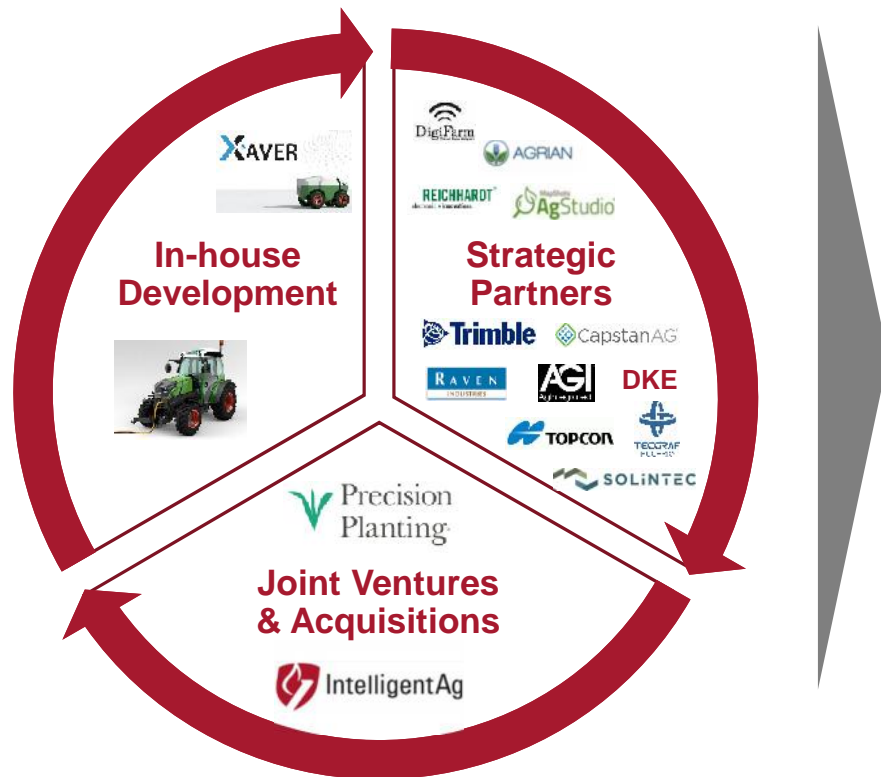 XAVER
In-house
Development
DigiFarm
AGRIAN
REICHHARDT
AgStudio
Strategic
Partners
Trimble
CapstanAG
RAVEN
INDUSTRIES
AGI
DKE
TOPCON
TECGRAF
SOLiNTEC
Precision
Planting
Joint Ventures
& Acquisitions
IntelligentAg